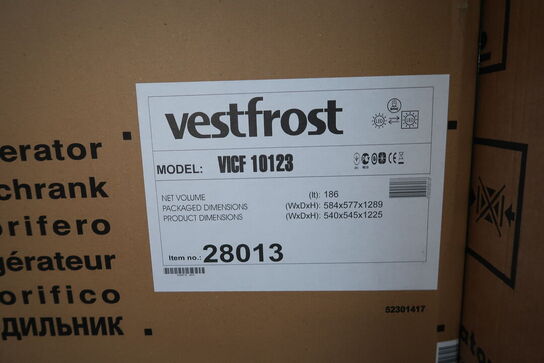 vestfrost
MODEL: VICF 10123
NET VOLUME (lt): 186
PACKAGED DIMENSIONS (WxDxH): 584x577x1289
PRODUCT DIMENSIONS (WxDxH): 540x545x1225
Item no.: 28013
52301417
erator
chrank
orifero
gérateur
orifico
ДИЛЬНИК